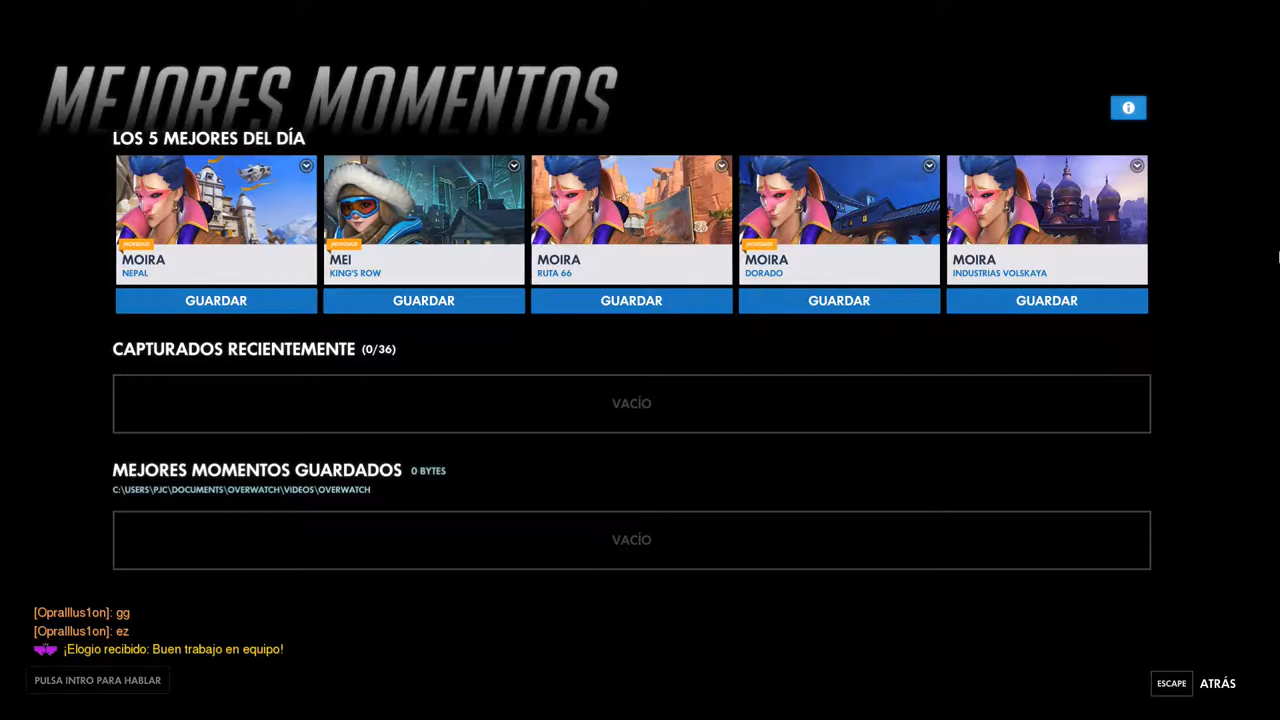 MEJORES MOMENTOS
LOS 5 MEJORES DEL DÍA
¡NOVEDAD! ¡NOVEDAD! ¡NOVEDAD!
MOIRA MEI MOIRA MOIRA MOIRA
NEPAL KING'S ROW RUTA 66 DORADO INDUSTRIAS VOLSKAYA
GUARDAR GUARDAR GUARDAR GUARDAR GUARDAR
CAPTURADOS RECIENTEMENTE (0/36)
VACÍO
MEJORES MOMENTOS GUARDADOS 0 BYTES
C:\USERS\PJC\DOCUMENTS\OVERWATCH\VIDEOS\OVERWATCH
VACÍO
[Opralllus1on]: gg
[Opralllus1on]: ez
¡Elogio recibido: Buen trabajo en equipo!
PULSA INTRO PARA HABLAR
ESCAPE ATRÁS